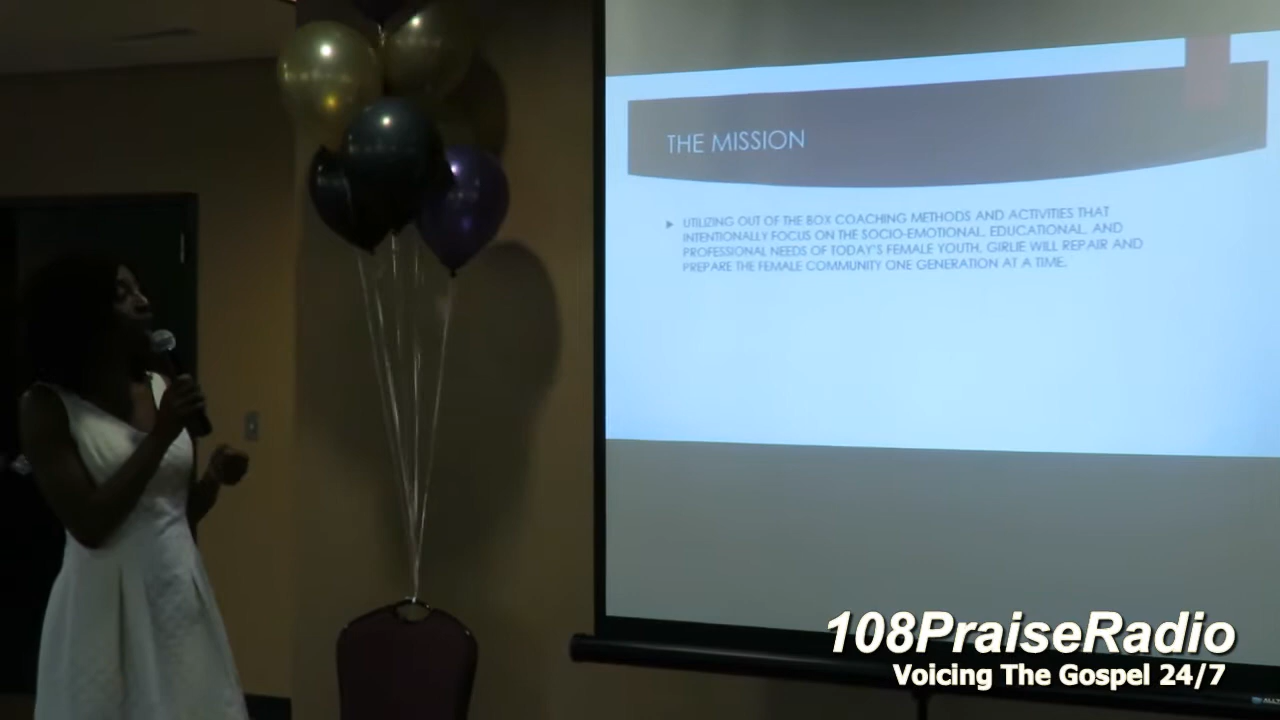 THE MISSION
UTILIZING OUT OF THE BOX COACHING METHODS AND ACTIVITIES THAT
INTENTIONALLY FOCUS ON THE SOCIO-EMOTIONAL, EDUCATIONAL, AND
PROFESSIONAL NEEDS OF TODAY'S FEMALE YOUTH, GIRLIE WILL REPAIR AND
PREPARE THE FEMALE COMMUNITY ONE GENERATION AT A TIME.
108PraiseRadio
Voicing The Gospel 24/7